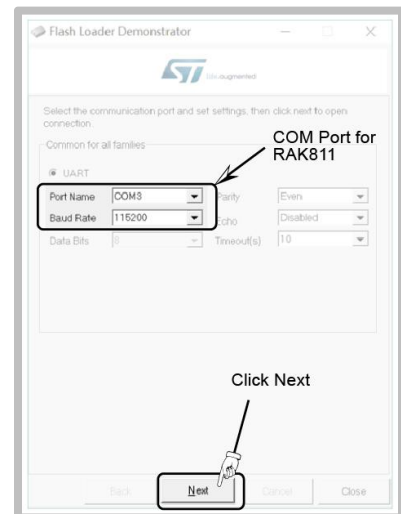 Flash Loader Demonstrator
ST life.augmented
Select the communication port and set settings, then click next to open
connection.
COM Port for
RAK811
Common for all families
UART
Port Name COM3 Parity Even
Baud Rate 115200 Echo Disabled
Data Bits 8 Timeout(s) 10
Click Next
Back Next Cancel Close